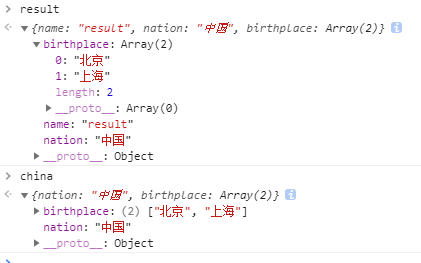 result
{name: "result", nation: "中国", birthplace: Array(2)}
birthplace: Array(2)
0: "北京"
1: "上海"
length: 2
__proto__: Array(0)
name: "result"
nation: "中国"
__proto__: Object
china
{nation: "中国", birthplace: Array(2)}
birthplace: (2) ["北京", "上海"]
nation: "中国"
__proto__: Object